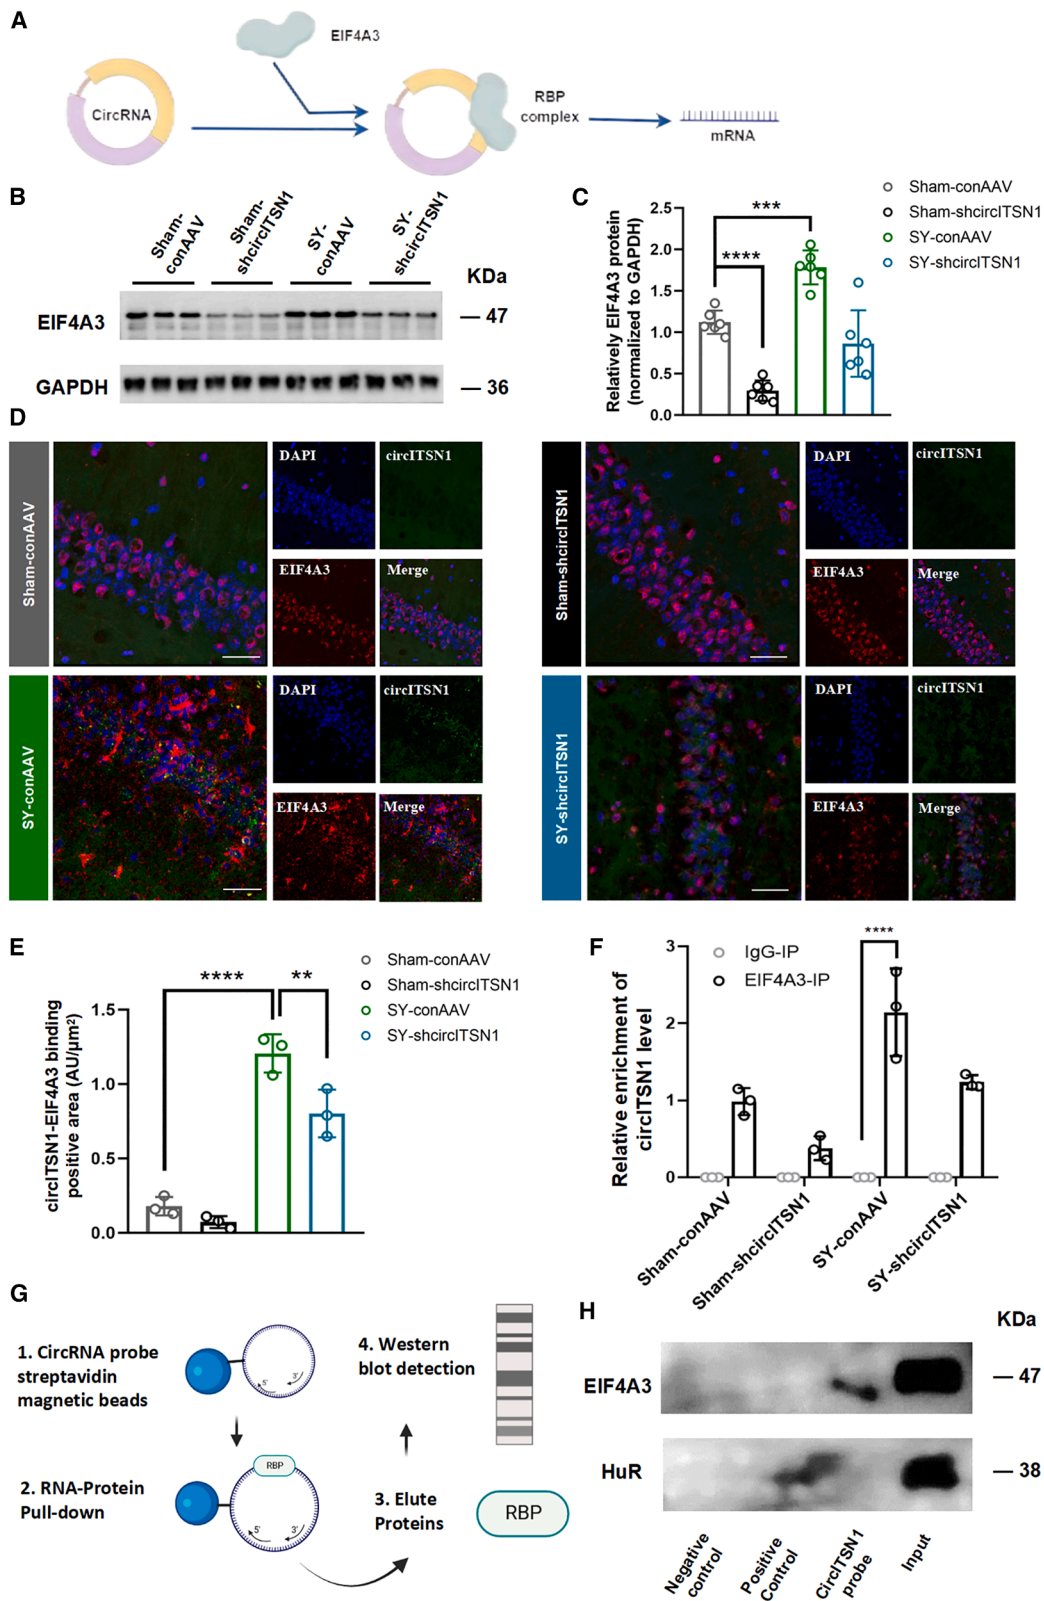 A
EIF4A3
CircRNA
RBP
complex
mRNA
B
Sham-
conAAV
Sham-
shcircITSN1
SY-
conAAV
SY-
shcircITSN1
KDa
EIF4A3
— 47
GAPDH
— 36
C
Sham-conAAV
Sham-shcircITSN1
SY-conAAV
SY-shcircITSN1
Relatively EIF4A3 protein
(normalized to GAPDH)
2.5
2.0
1.5
1.0
0.5
0.0
***
****
D
Sham-conAAV
DAPI
circITSN1
EIF4A3
Merge
Sham-shcircITSN1
DAPI
circITSN1
EIF4A3
Merge
SY-conAAV
DAPI
circITSN1
EIF4A3
Merge
SY-shcircITSN1
DAPI
circITSN1
EIF4A3
Merge
E
Sham-conAAV
Sham-shcircITSN1
SY-conAAV
SY-shcircITSN1
circITSN1-EIF4A3 binding
positive area (AU/μm²)
1.5
1.0
0.5
0.0
****
**
F
IgG-IP
EIF4A3-IP
****
Relative enrichment of
circITSN1 level
3
2
1
0
Sham-conAAV
Sham-shcircITSN1
SY-conAAV
SY-shcircITSN1
G
1. CircRNA probe
streptavidin
magnetic beads
5'
3'
2. RNA-Protein
Pull-down
RBP
5'
3'
3. Elute
Proteins
RBP
4. Western
blot detection
H
KDa
EIF4A3
— 47
HuR
— 38
Negative
control
Positive
Control
CircITSN1
probe
Input